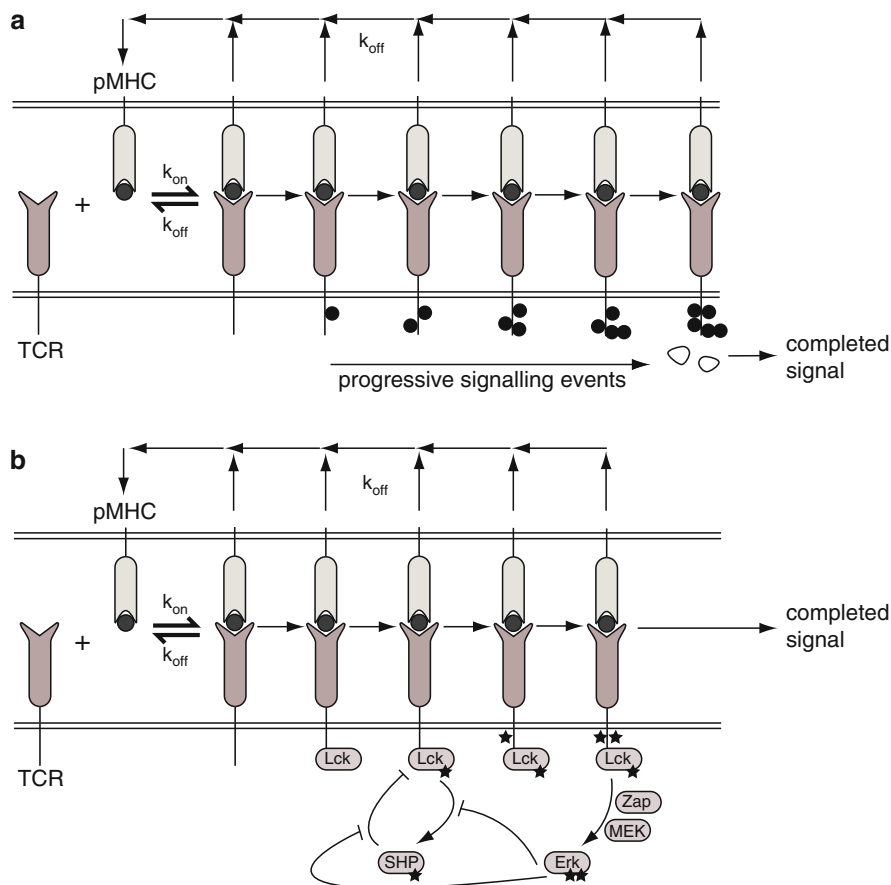 a
k_off
pMHC
k_on
+
k_off
TCR
progressive signalling events
completed
signal
b
k_off
pMHC
k_on
+
k_off
completed
signal
TCR
Lck
Lck
Lck
Lck
Zap
MEK
SHP
Erk